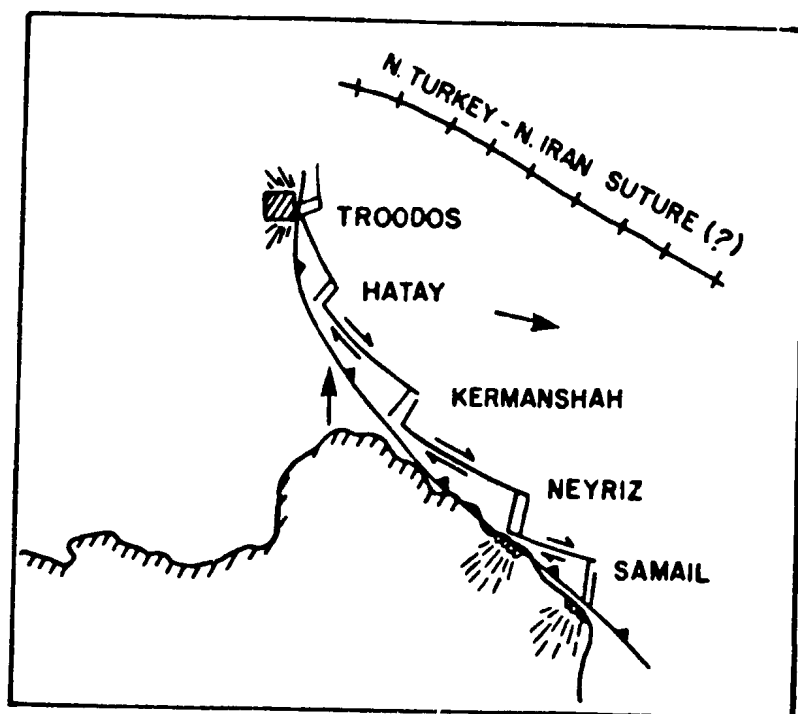 N. TURKEY - N. IRAN SUTURE (?)
TROODOS
HATAY
KERMANSHAH
NEYRIZ
SAMAIL